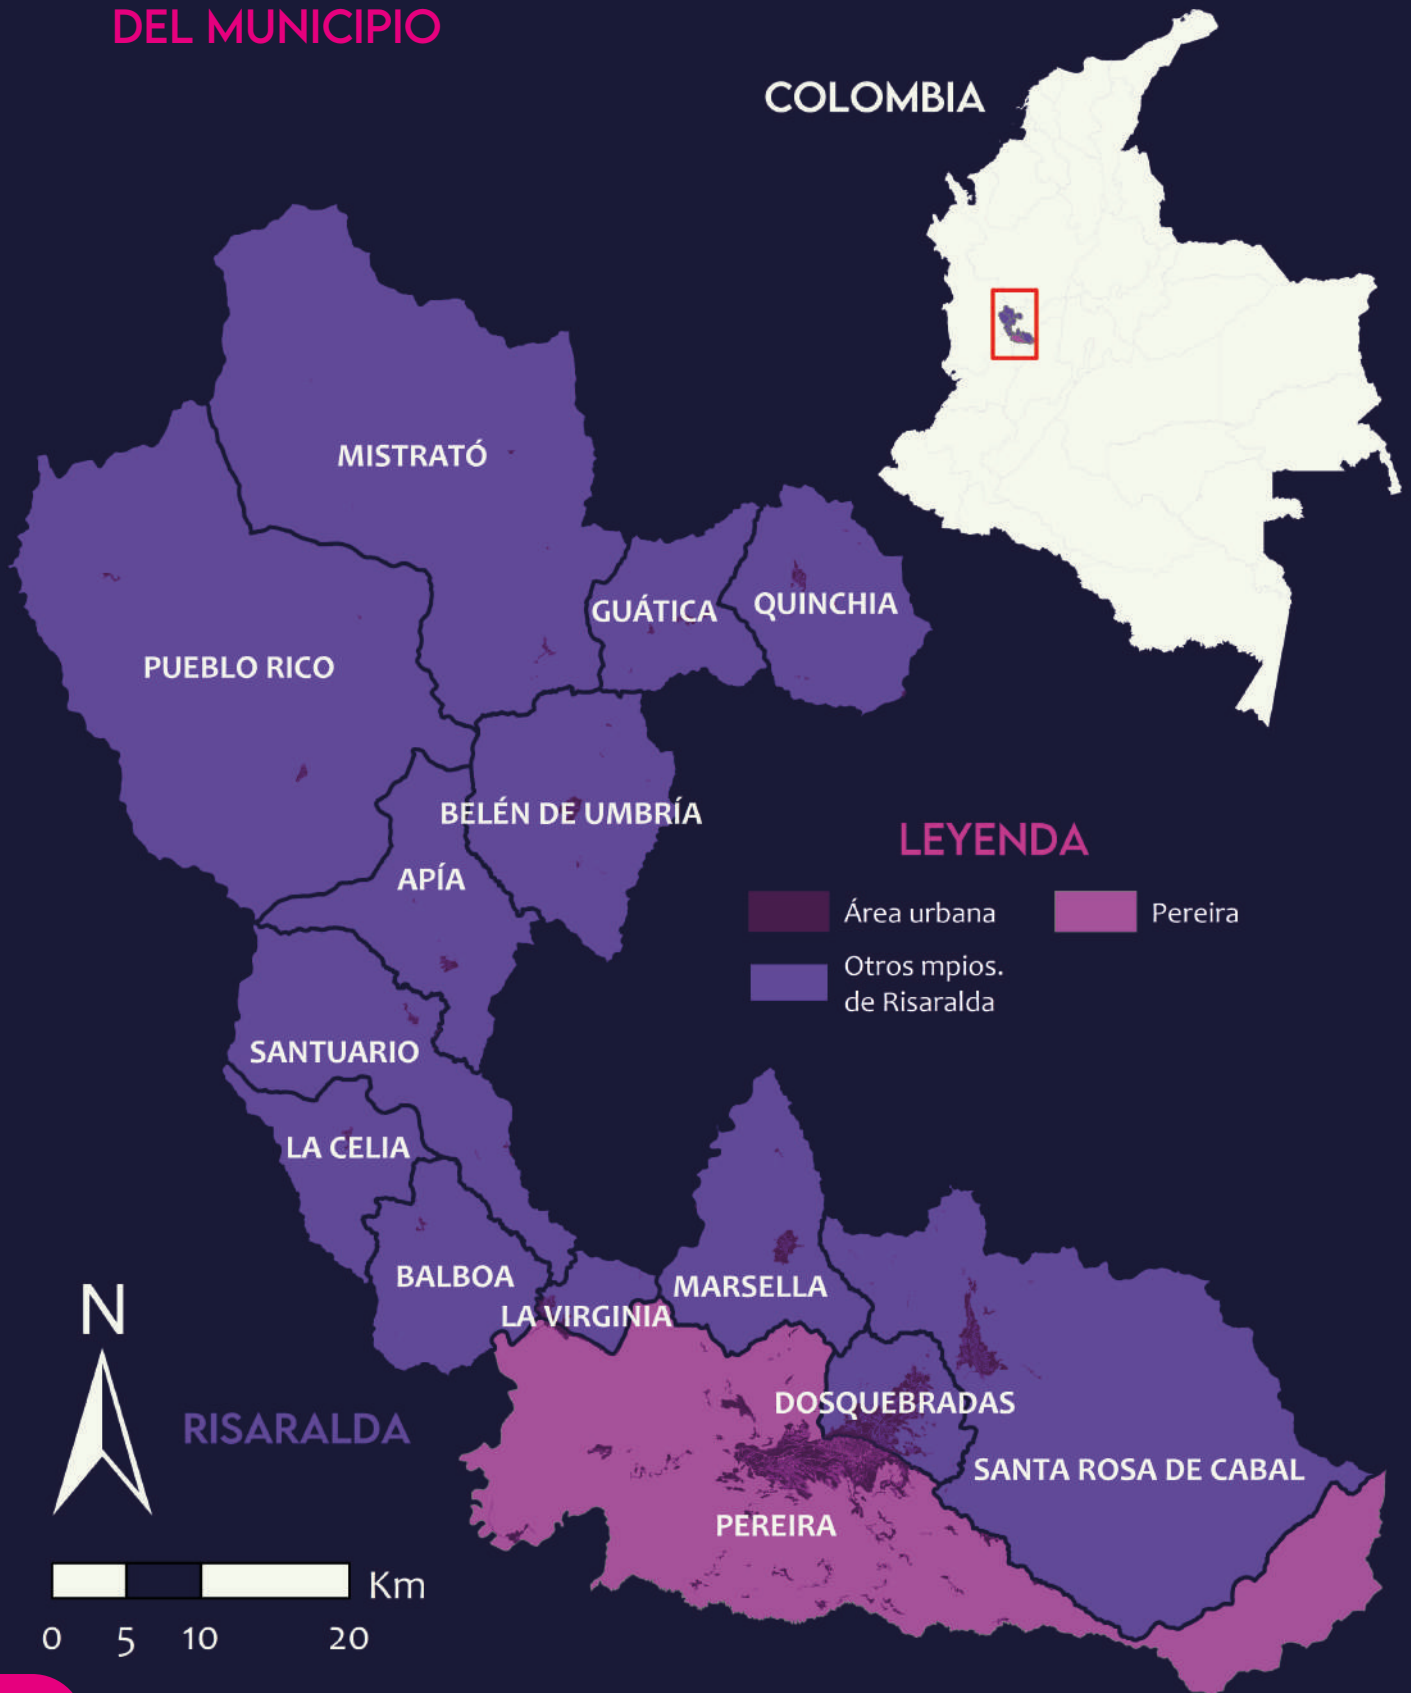 DEL MUNICIPIO
COLOMBIA
MISTRATÓ
GUÁTICA
QUINCHIA
PUEBLO RICO
BELÉN DE UMBRÍA
APÍA
LEYENDA
Área urbana
Pereira
Otros mpios.
de Risaralda
SANTUARIO
LA CELIA
BALBOA
MARSELLA
LA VIRGINIA
N
DOSQUEBRADAS
RISARALDA
SANTA ROSA DE CABAL
PEREIRA
Km
0 5 10 20